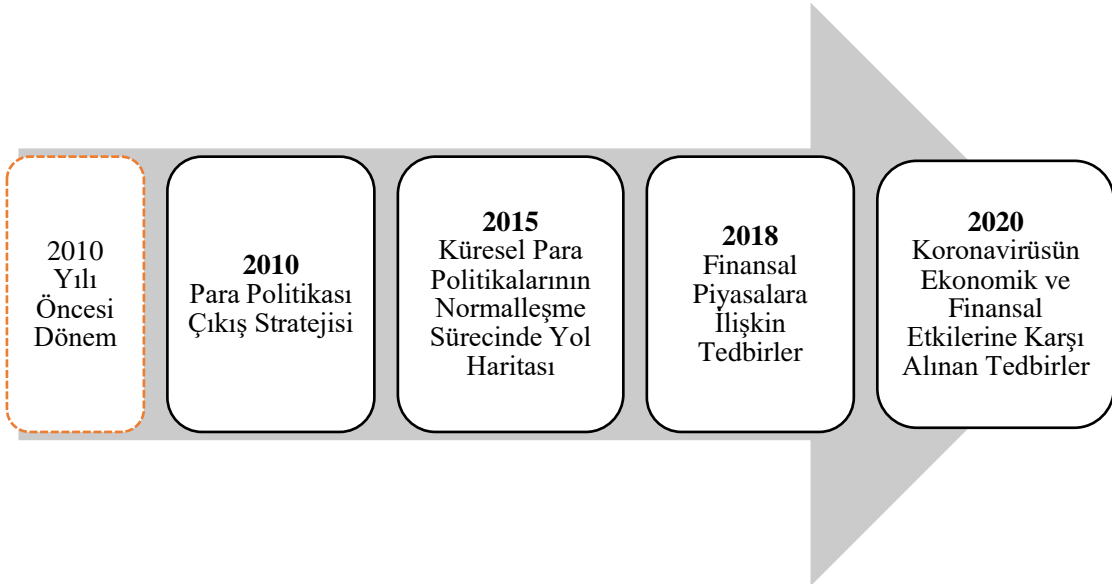 2010
Yılı
Öncesi
Dönem
2010
Para Politikası
Çıkış Stratejisi
2015
Küresel Para
Politikalarının
Normalleşme
Sürecinde Yol
Haritası
2018
Finansal
Piyasalara
İlişkin
Tedbirler
2020
Koronavirüsün
Ekonomik ve
Finansal
Etkilerine Karşı
Alınan Tedbirler